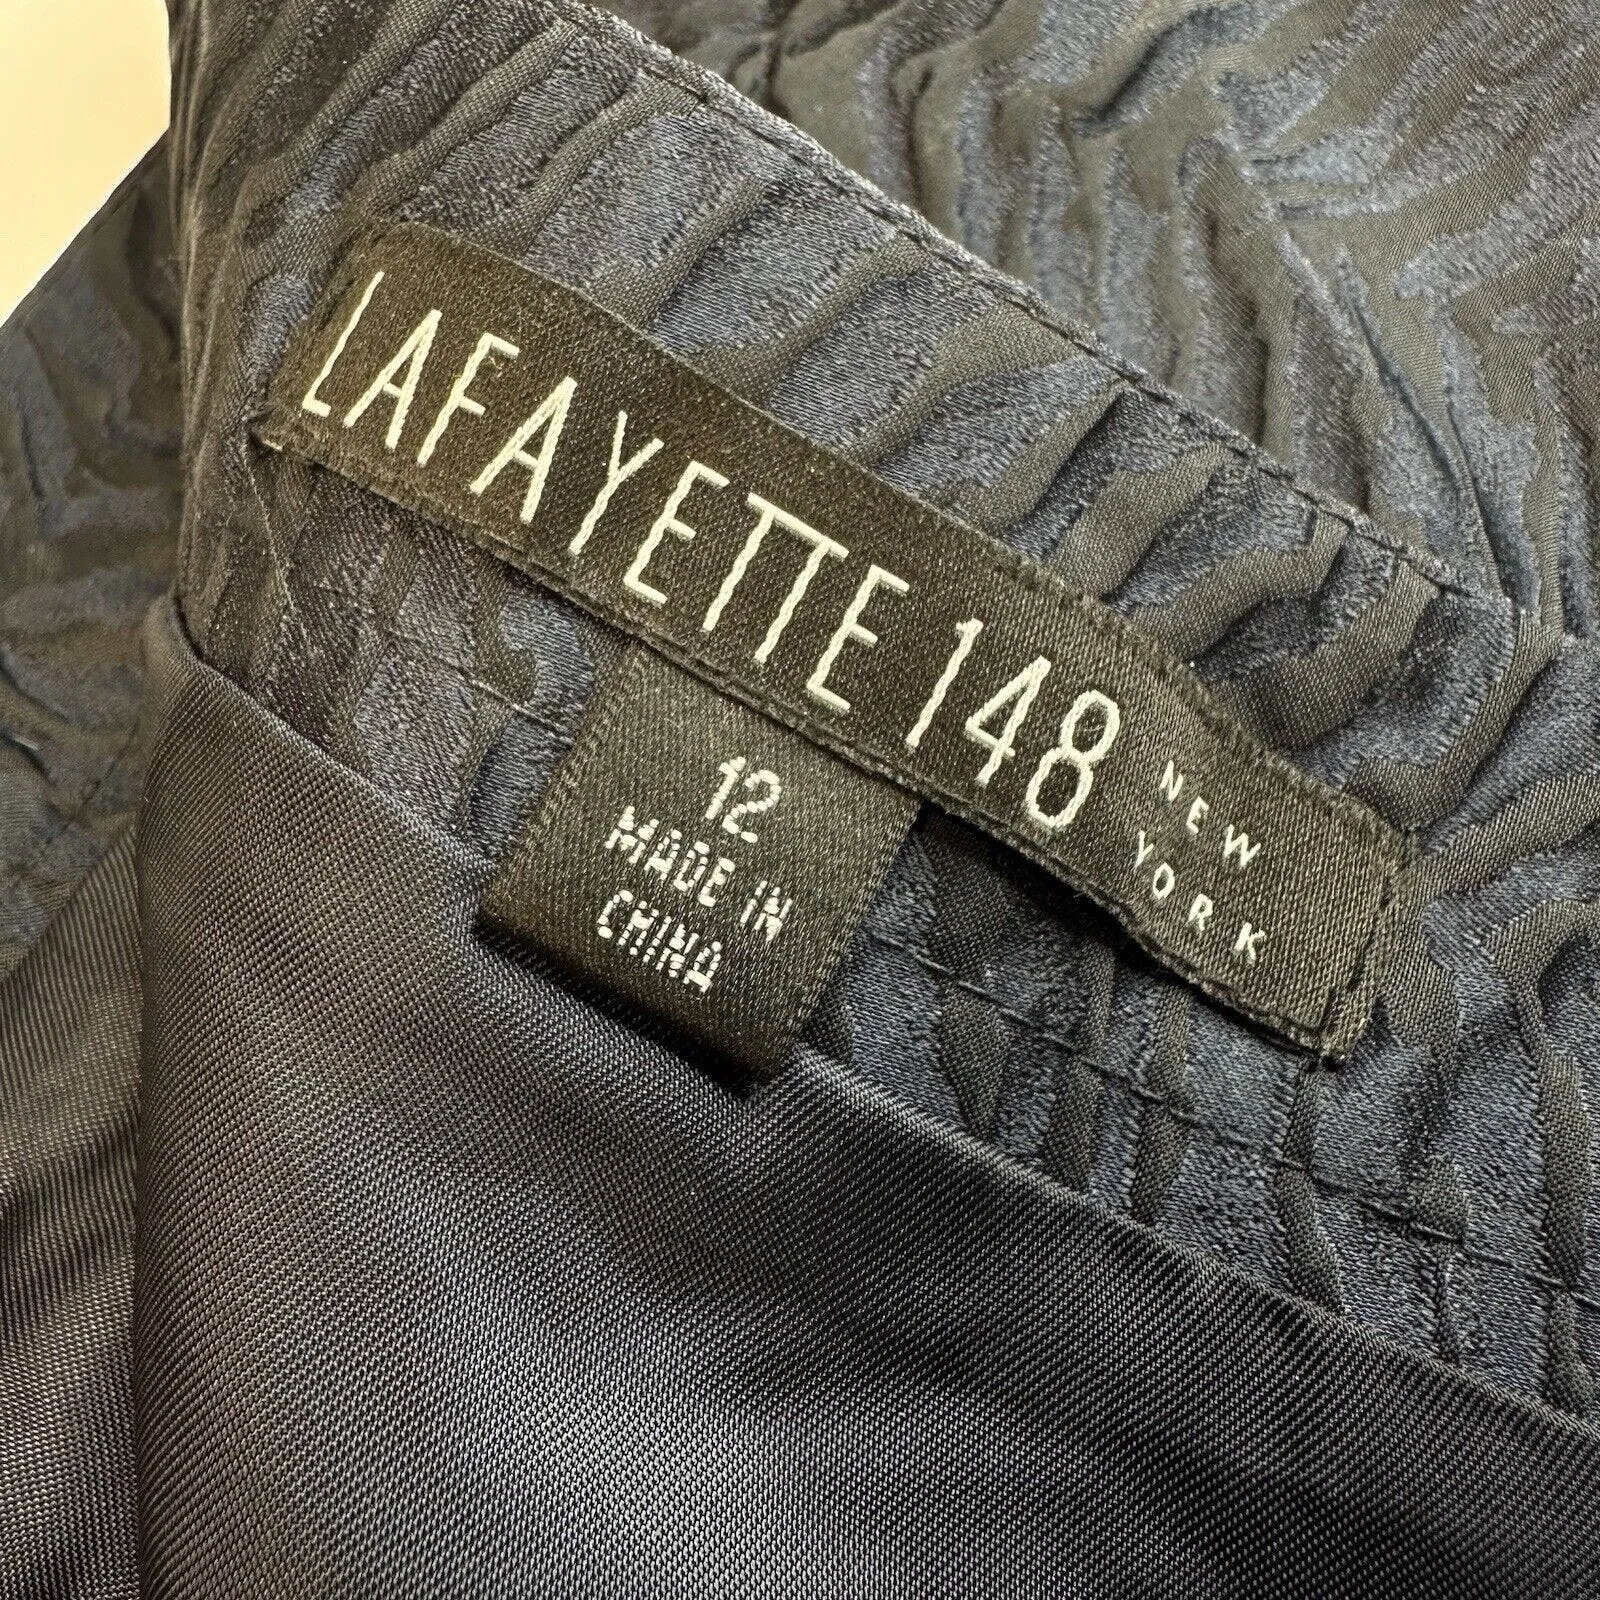 LAFAYETTE 148
NEW
YORK
12
MADE IN
CHINA